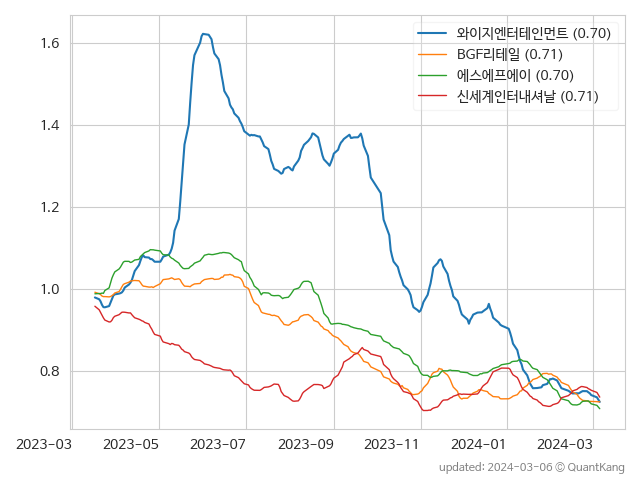 와이지엔터테인먼트 (0.70)
BGF리테일 (0.71)
에스에프에이 (0.70)
신세계인터내셔날 (0.71)
1.6
1.4
1.2
1.0
0.8
2023-03 2023-05 2023-07 2023-09 2023-11 2024-01 2024-03
updated: 2024-03-06 © QuantKang